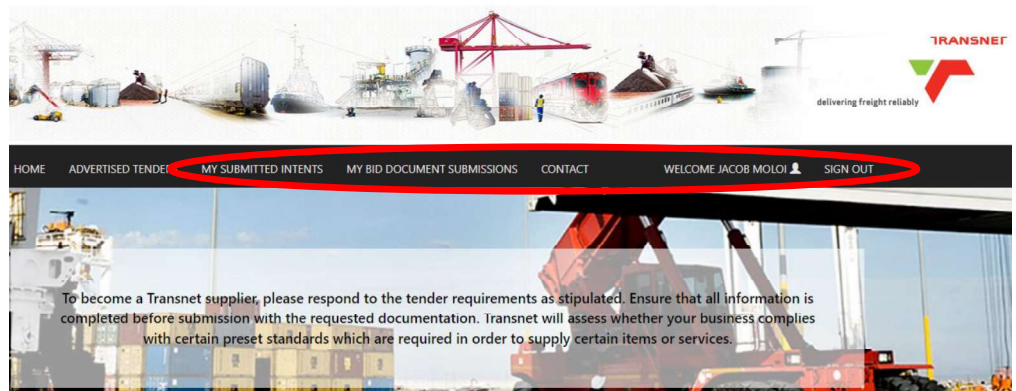 TRANSNET
delivering freight reliably
HOME ADVERTISED TENDER MY SUBMITTED INTENTS MY BID DOCUMENT SUBMISSIONS CONTACT WELCOME JACOB MOLOI SIGN OUT
To become a Transnet supplier, please respond to the tender requirements as stipulated. Ensure that all information is
completed before submission with the requested documentation. Transnet will assess whether your business complies
with certain preset standards which are required in order to supply certain items or services.